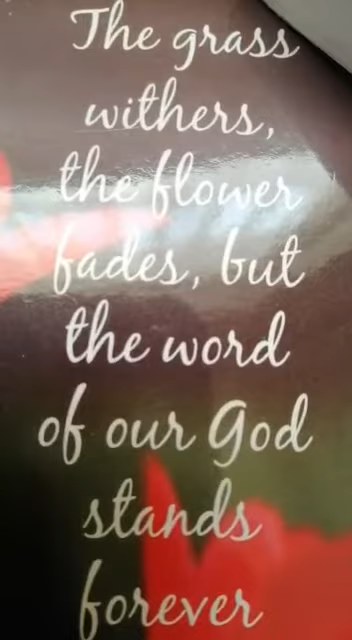 The grass
withers,
the flower
fades, but
the word
of our God
stands
forever